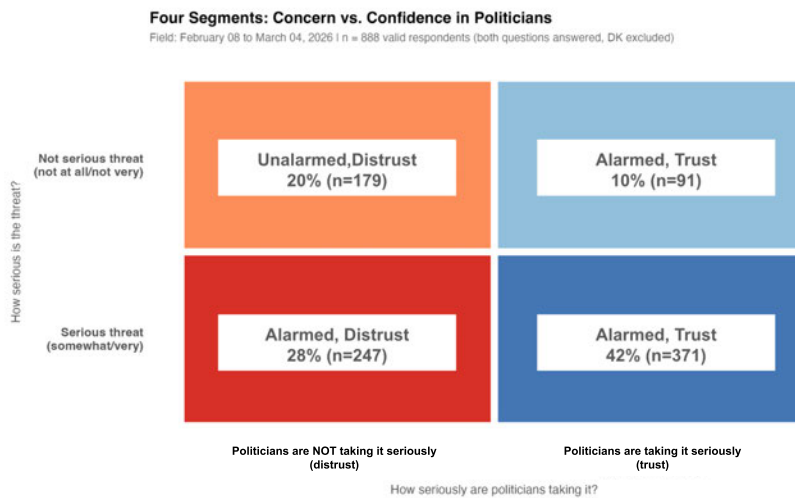 Four Segments: Concern vs. Confidence in Politicians
Field: February 08 to March 04, 2026 I n = 888 valid respondents (both questions answered, DK excluded)
How serious is the threat?
Not serious threat
(not at all/not very)
Unalarmed,Distrust
20% (n=179)
Alarmed, Trust
10% (n=91)
Serious threat
(somewhat/very)
Alarmed, Distrust
28% (n=247)
Alarmed, Trust
42% (n=371)
Politicians are NOT taking it seriously
(distrust)
Politicians are taking it seriously
(trust)
How seriously are politicians taking it?